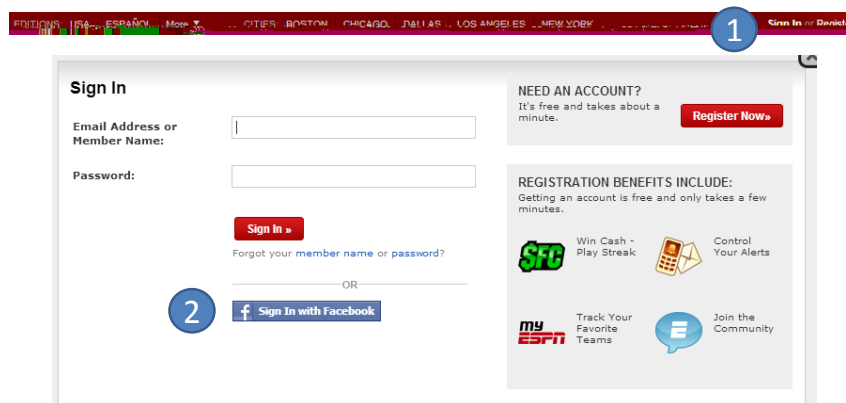 EDITIONS: USA ESPAÑOL More ▼ CITIES: BOSTON CHICAGO DALLAS LOS ANGELES NEW YORK
1
Sign In or Regist
Sign In
Email Address or
Member Name:
Password:
Sign In »
Forgot your member name or password?
OR
2
f Sign In with Facebook
NEED AN ACCOUNT?
It's free and takes about a
minute.
Register Now»
REGISTRATION BENEFITS INCLUDE:
Getting an account is free and only takes a few
minutes.
SFC
Win Cash -
Play Streak
Control
Your Alerts
my
ESPN
Track Your
Favorite
Teams
E
Join the
Community